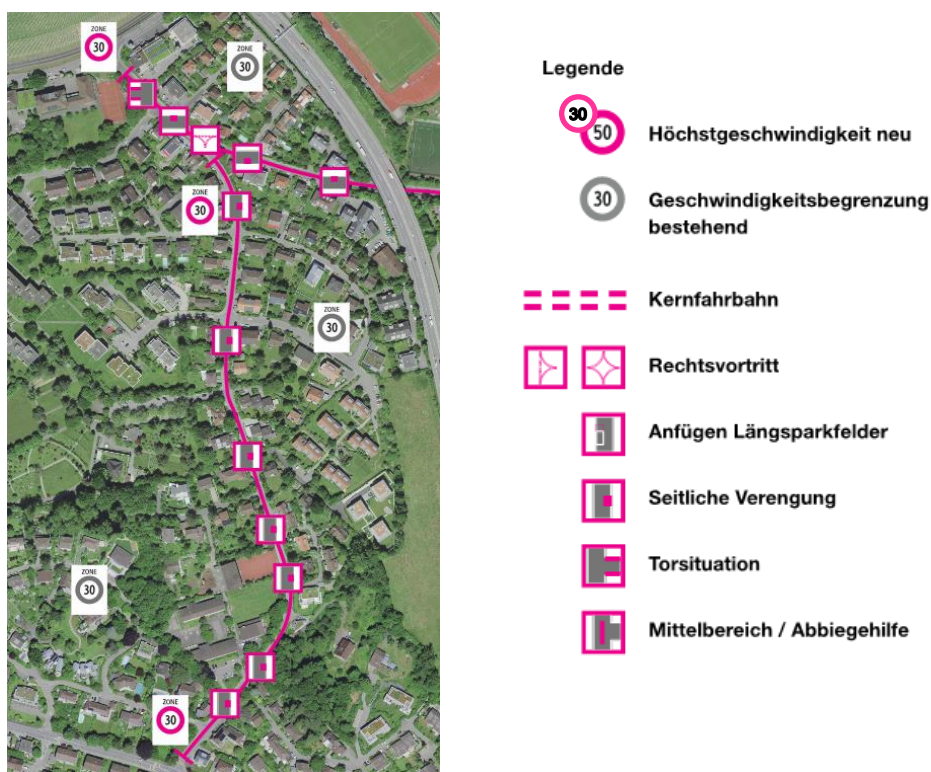 ZONE
30
ZONE
30
ZONE
30
ZONE
30
ZONE
30
ZONE
30
Legende
30
50
Höchstgeschwindigkeit neu
30
Geschwindigkeitsbegrenzung
bestehend
Kernfahrbahn
Rechtsvortritt
Anfügen Längsparkfelder
Seitliche Verengung
Torsituation
Mittelbereich / Abbiegehilfe